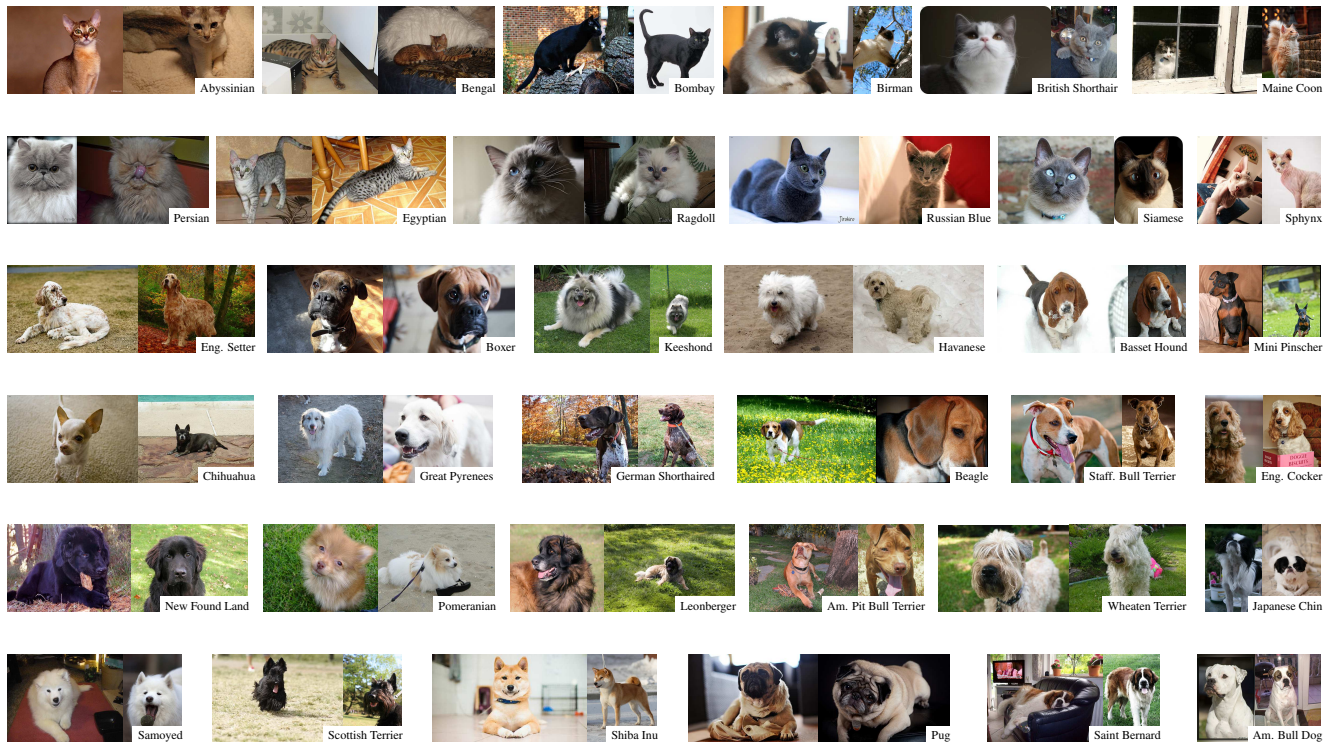 Abyssinian
Bengal
Bombay
Birman
British Shorthair
Maine Coon
Persian
Egyptian
Ragdoll
Russian Blue
Siamese
Sphynx
Eng. Setter
Boxer
Keeshond
Havanese
Basset Hound
Mini Pinscher
Chihuahua
Great Pyrenees
German Shorthaired
Beagle
Staff. Bull Terrier
Eng. Cocker
New Found Land
Pomeranian
Leonberger
Am. Pit Bull Terrier
Wheaten Terrier
Japanese Chin
Samoyed
Scottish Terrier
Shiba Inu
Pug
Saint Bernard
Am. Bull Dog